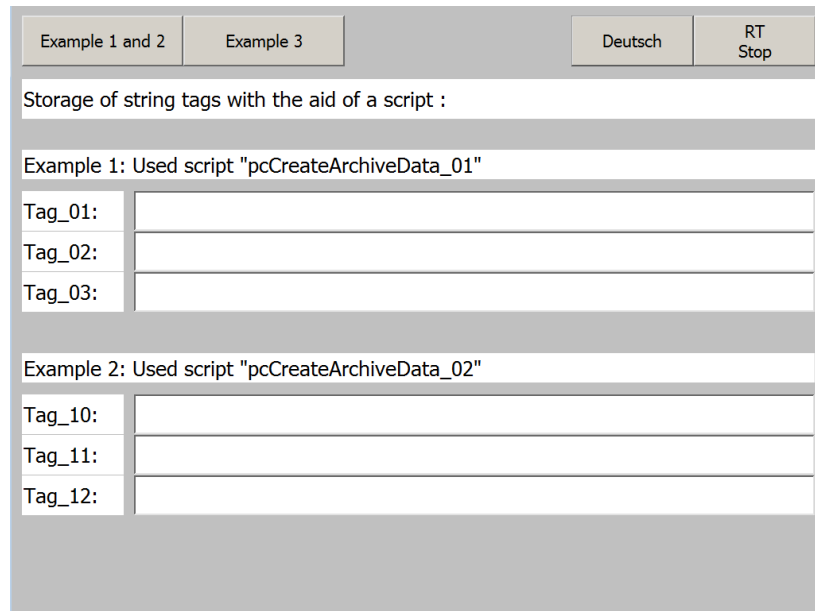 Example 1 and 2
Example 3
Deutsch
RT
Stop
Storage of string tags with the aid of a script :
Example 1: Used script "pcCreateArchiveData_01"
Tag_01:
Tag_02:
Tag_03:
Example 2: Used script "pcCreateArchiveData_02"
Tag_10:
Tag_11:
Tag_12: